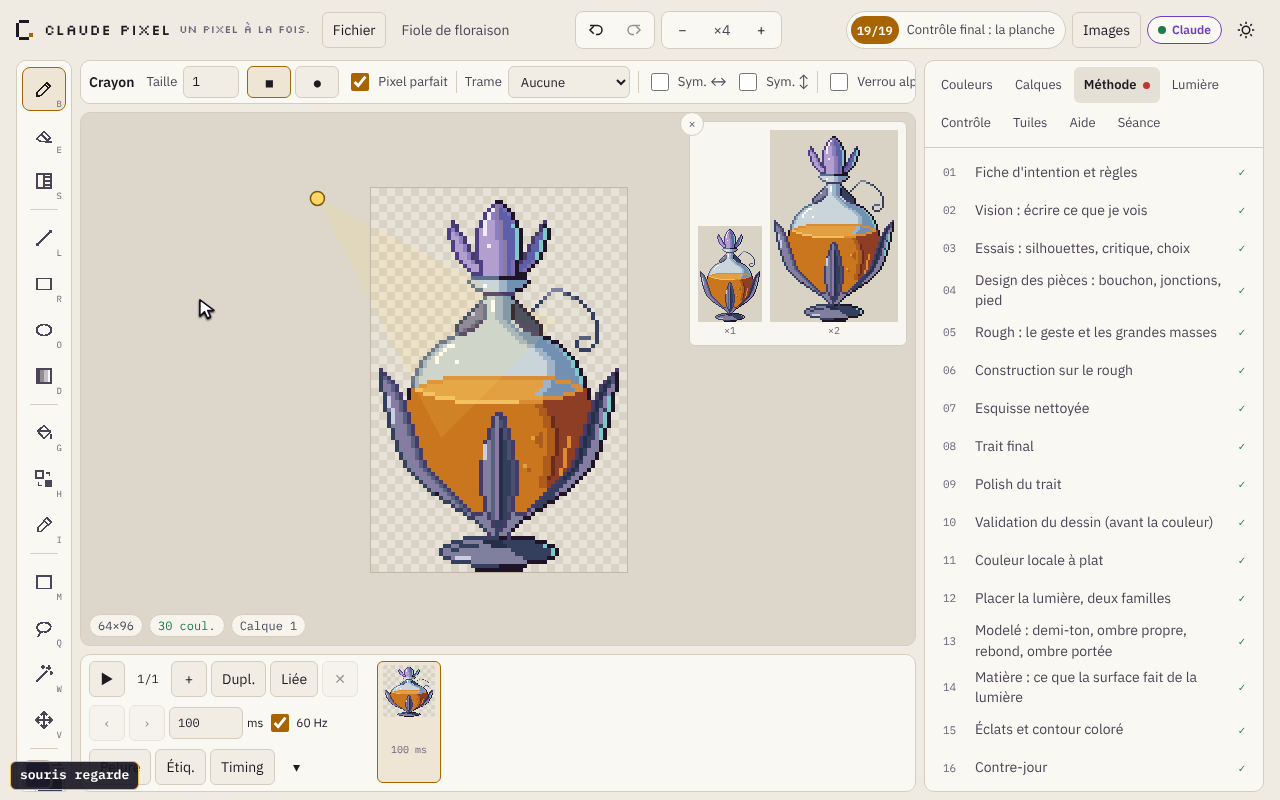 CLAUDE PIXEL UN PIXEL À LA FOIS. Fichier Fiole de floraison − ×4 + 19/19 Contrôle final : la planche Images Claude
Crayon Taille 1 Pixel parfait Trame Aucune Sym. ↔ Sym. ↕ Verrou alp
B
E
S
L
R
O
D
G
H
I
M
Q
W
V
×
×1 ×2
64×96 30 coul. Calque 1
1/1 + Dupl. Liée ×
‹ › 100 ms 60 Hz
Étiq. Timing ▼
100 ms
souris regarde
Couleurs Calques Méthode Lumière
Contrôle Tuiles Aide Séance
01 Fiche d'intention et règles ✓
02 Vision : écrire ce que je vois ✓
03 Essais : silhouettes, critique, choix ✓
04 Design des pièces : bouchon, jonctions, ✓
pied
05 Rough : le geste et les grandes masses ✓
06 Construction sur le rough ✓
07 Esquisse nettoyée ✓
08 Trait final ✓
09 Polish du trait ✓
10 Validation du dessin (avant la couleur) ✓
11 Couleur locale à plat ✓
12 Placer la lumière, deux familles ✓
13 Modelé : demi-ton, ombre propre, ✓
rebond, ombre portée
14 Matière : ce que la surface fait de la ✓
lumière
15 Éclats et contour coloré ✓
16 Contre-jour ✓